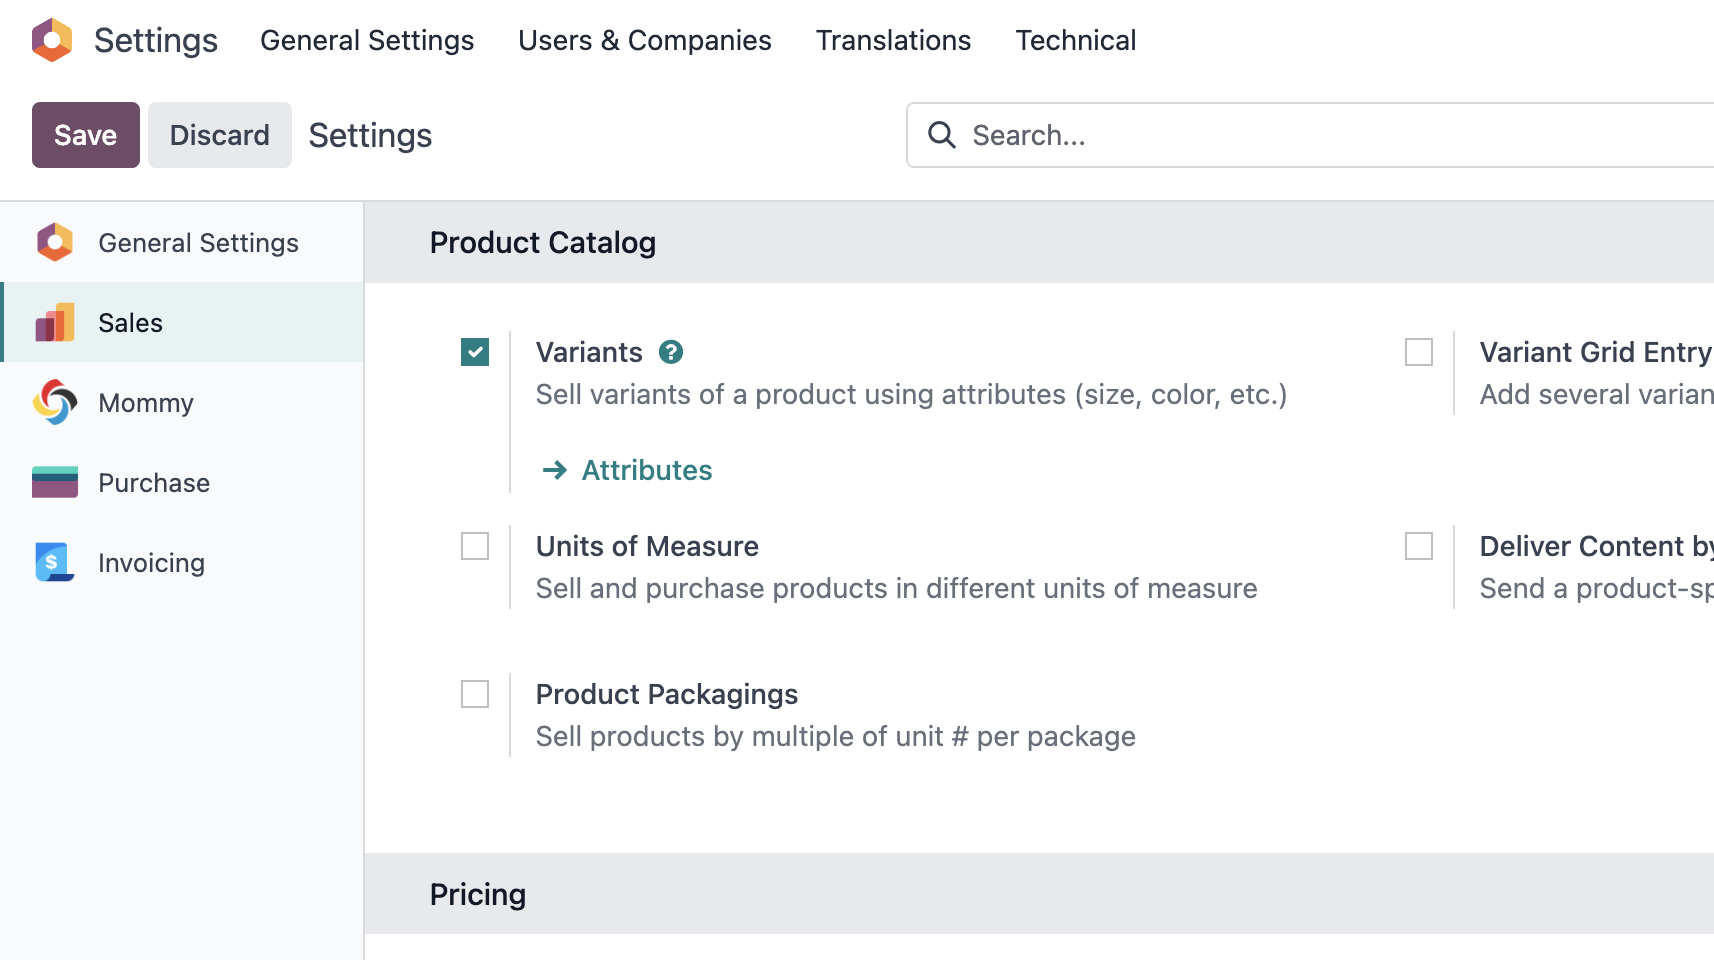 Settings General Settings Users & Companies Translations Technical
Save Discard Settings Search...
General Settings
Sales
Mommy
Purchase
Invoicing
Product Catalog
Variants ?
Sell variants of a product using attributes (size, color, etc.)
→ Attributes
Variant Grid Entry
Add several varian
Units of Measure
Sell and purchase products in different units of measure
Deliver Content by
Send a product-sp
Product Packagings
Sell products by multiple of unit # per package
Pricing